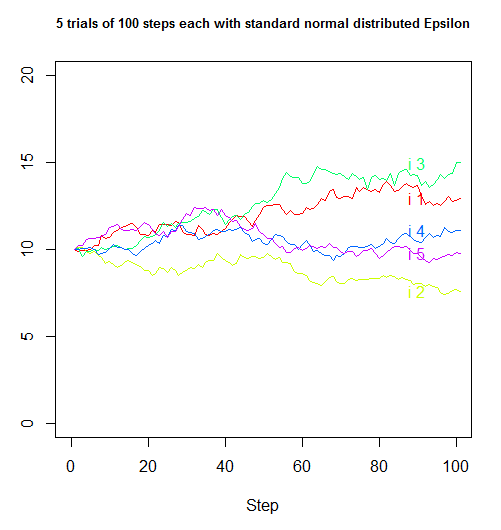 5 trials of 100 steps each with standard normal distributed Epsilon
20
15
10
5
0
i 3
i 1
i 4
i 5
i 2
0 20 40 60 80 100
Step